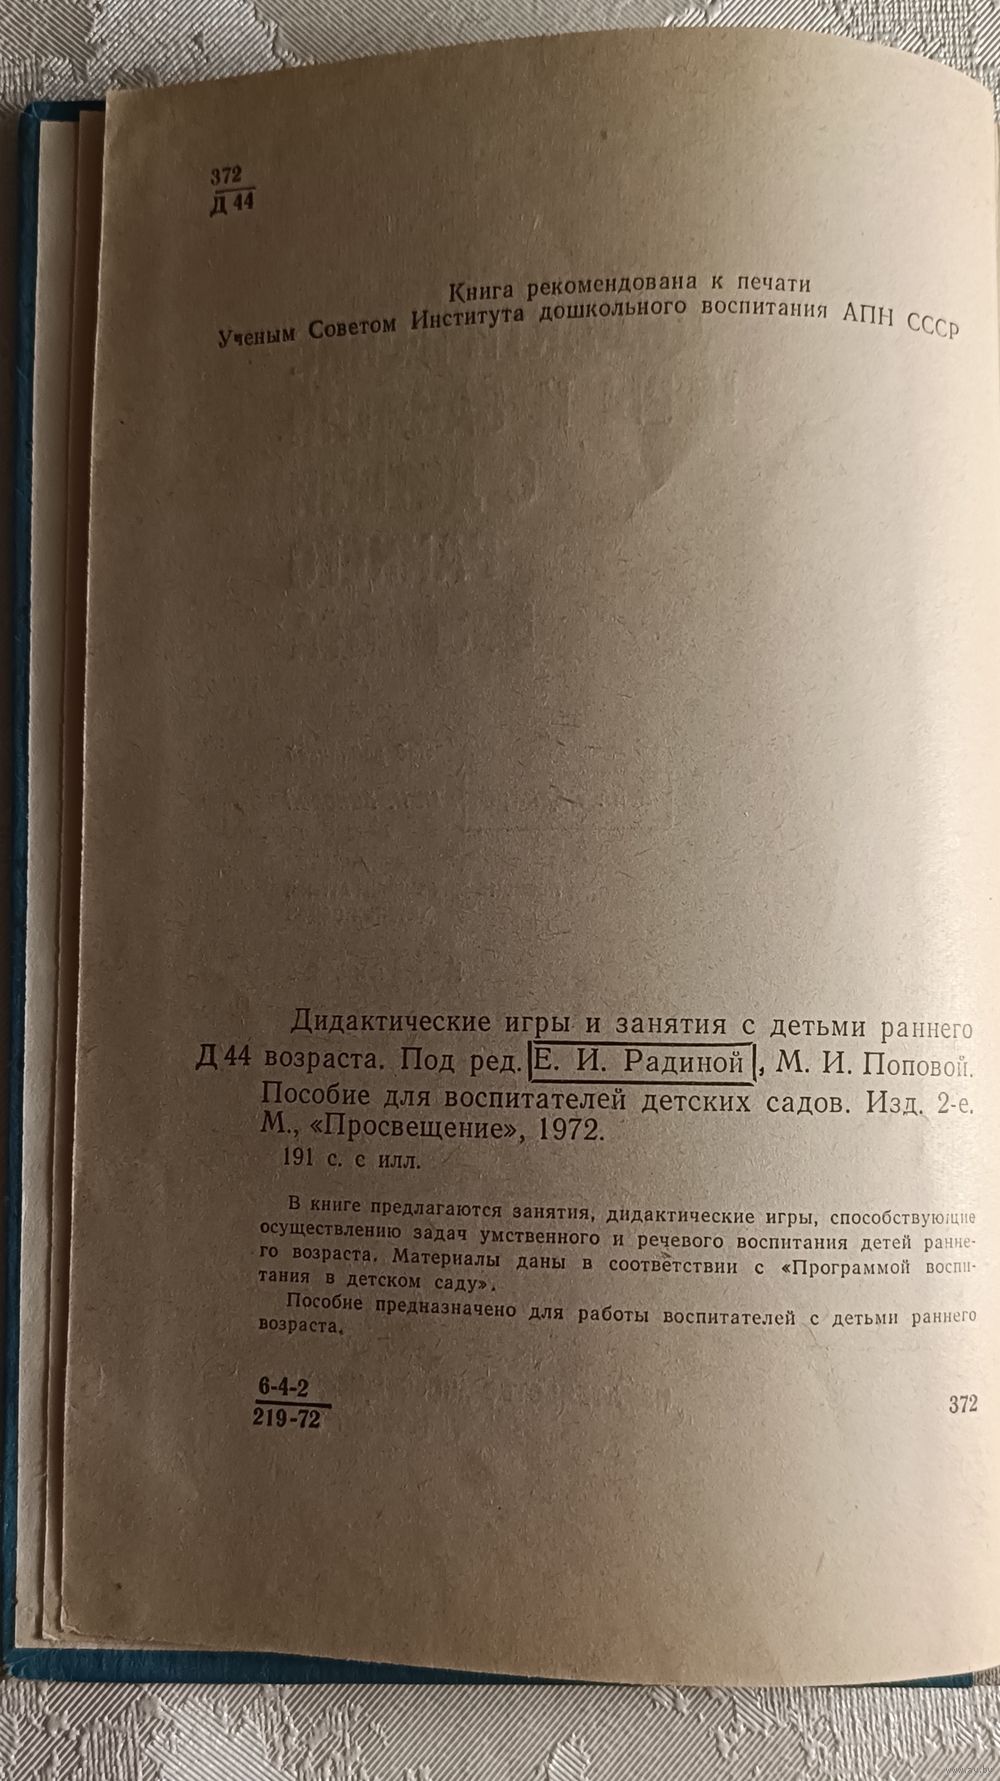 372
Д 44
Книга рекомендована к печати
Ученым Советом Института дошкольного воспитания АПН СССР
Дидактические игры и занятия с детьми раннего
Д 44 возраста. Под ред. Е. И. Радиной, М. И. Поповой.
Пособие для воспитателей детских садов. Изд. 2-е.
М., «Просвещение», 1972.
191 с. с илл.
В книге предлагаются занятия, дидактические игры, способствующие
осуществлению задач умственного и речевого воспитания детей ранне-
го возраста. Материалы даны в соответствии с «Программой воспи-
тания в детском саду».
Пособие предназначено для работы воспитателей с детьми раннего
возраста.
6-4-2
219-72
372
www.ay.by